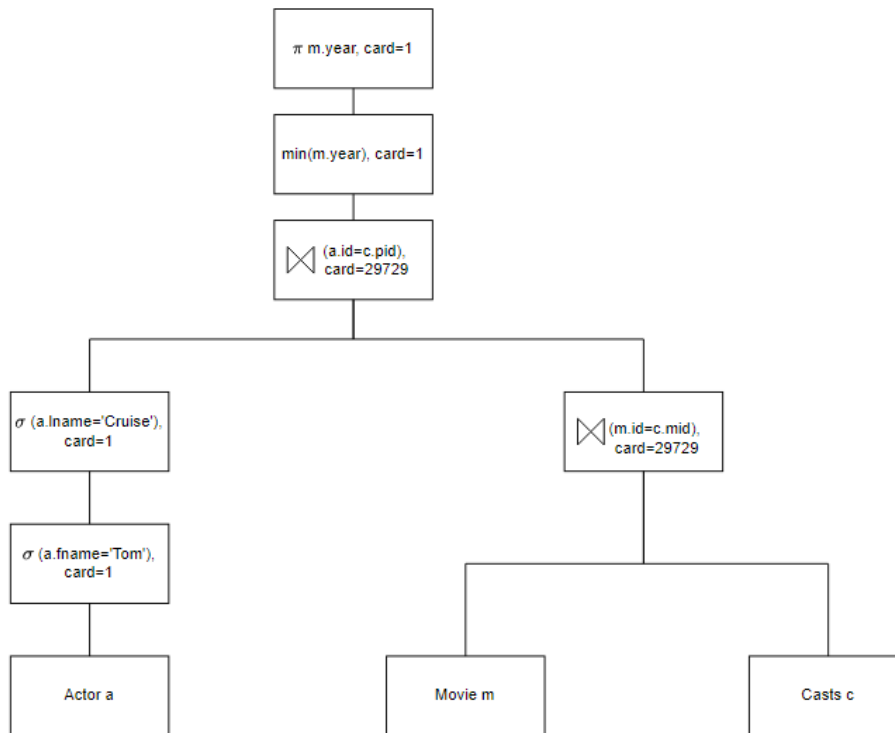 π m.year, card=1
min(m.year), card=1
⋈ (a.id=c.pid),
card=29729
σ (a.lname='Cruise'),
card=1
⋈ (m.id=c.mid),
card=29729
σ (a.fname='Tom'),
card=1
Actor a
Movie m
Casts c